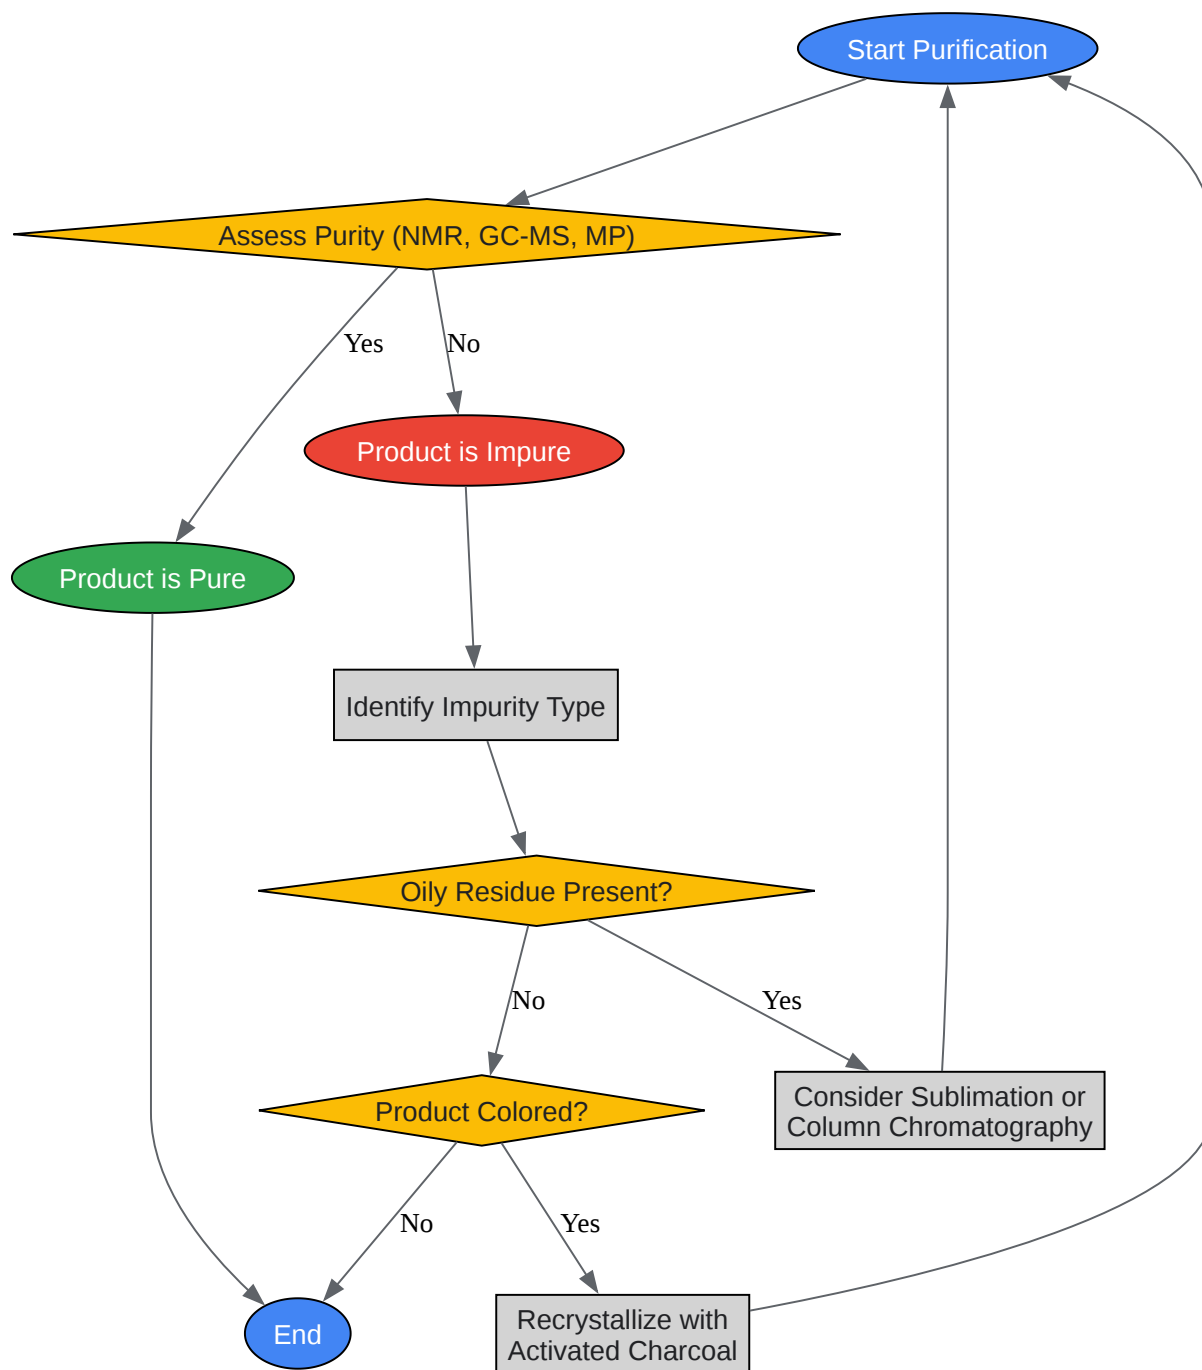 Start Purification
Assess Purity (NMR, GC-MS, MP)
Yes
No
Product is Impure
Product is Pure
Identify Impurity Type
Oily Residue Present?
No
Yes
Consider Sublimation or
Column Chromatography
Product Colored?
No
Yes
End
Recrystallize with
Activated Charcoal